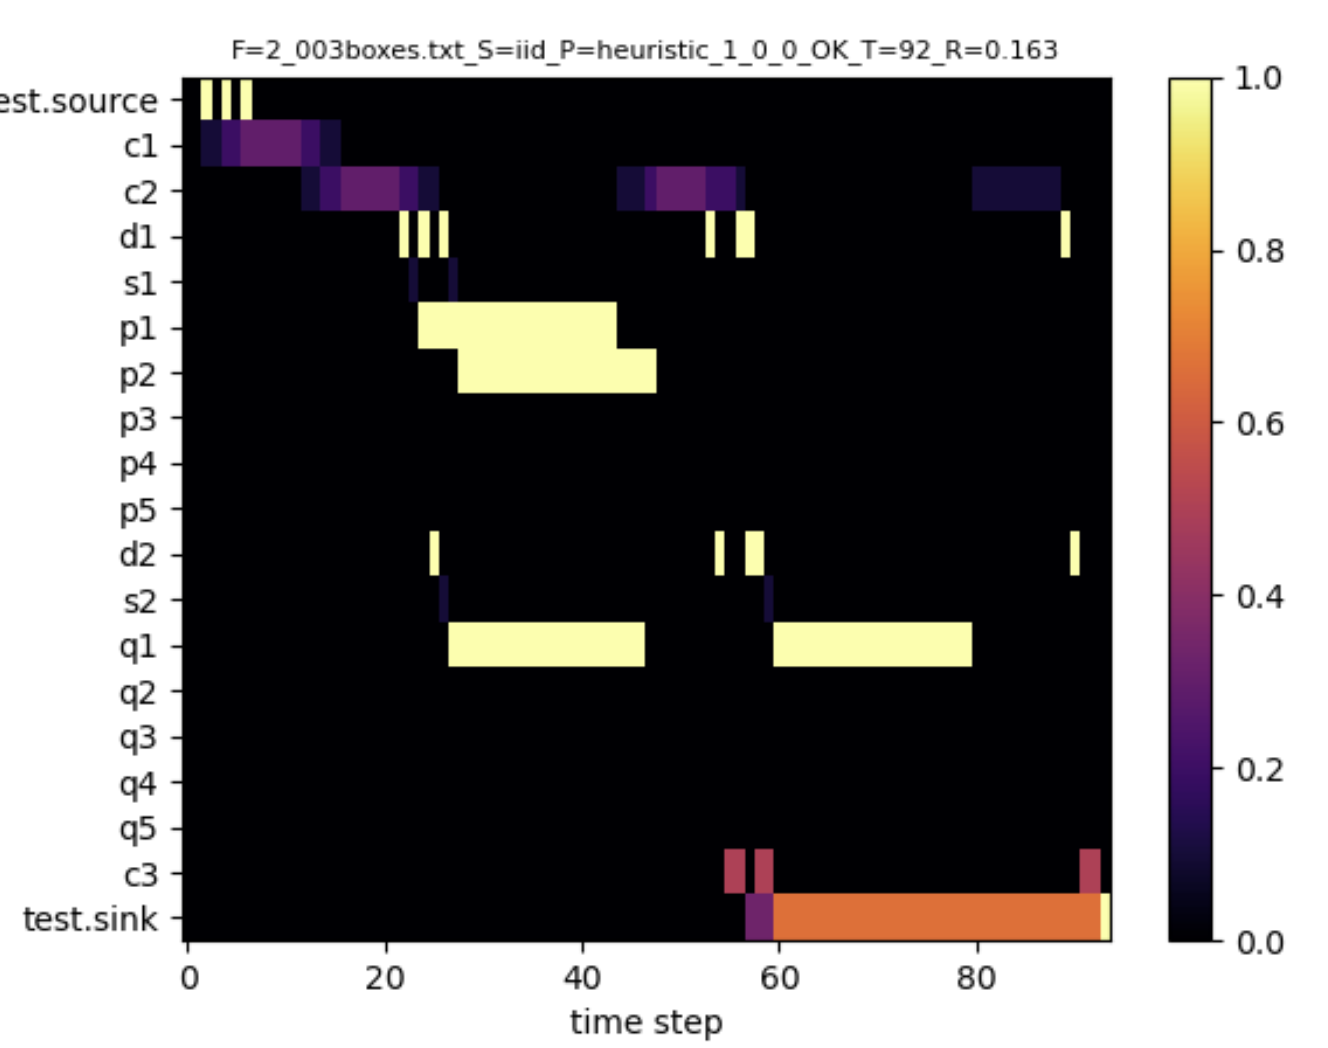 F=2_003boxes.txt_S=iid_P=heuristic_1_0_0_OK_T=92_R=0.163
est.source
c1
c2
d1
s1
p1
p2
p3
p4
p5
d2
s2
q1
q2
q3
q4
q5
c3
test.sink
0
20
40
60
80
time step
1.0
0.8
0.6
0.4
0.2
0.0